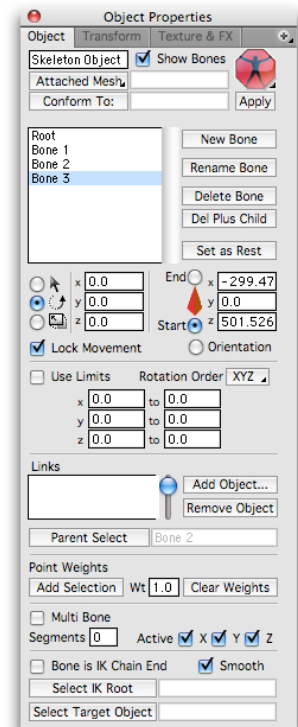 Object Properties
Object Transform Texture & FX
Skeleton Object Show Bones
Attached Mesh
Conform To: Apply
Root
Bone 1
Bone 2
Bone 3
New Bone
Rename Bone
Delete Bone
Del Plus Child
Set as Rest
x 0.0 End x -299.47
y 0.0 y 0.0
z 0.0 Start z 501.526
Lock Movement Orientation
Use Limits Rotation Order XYZ
x 0.0 to 0.0
y 0.0 to 0.0
z 0.0 to 0.0
Links
Add Object...
Remove Object
Parent Select Bone 2
Point Weights
Add Selection Wt 1.0 Clear Weights
Multi Bone
Segments 0 Active X Y Z
Bone is IK Chain End Smooth
Select IK Root
Select Target Object